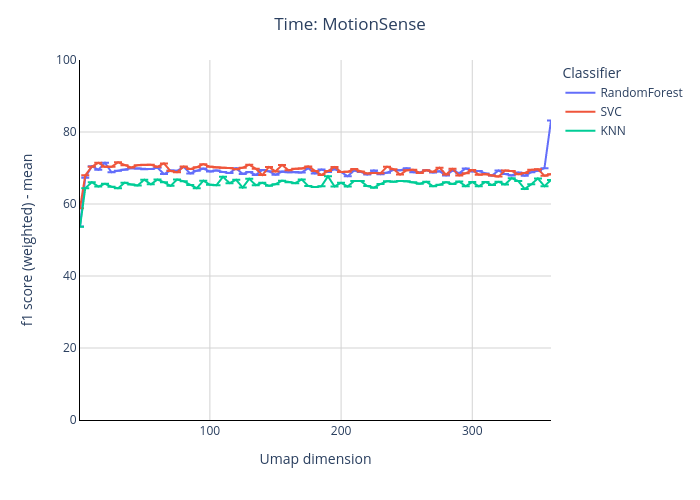 Time: MotionSense
f1 score (weighted) - mean
100
80
60
40
20
0
100
200
300
Umap dimension
Classifier
RandomForest
SVC
KNN